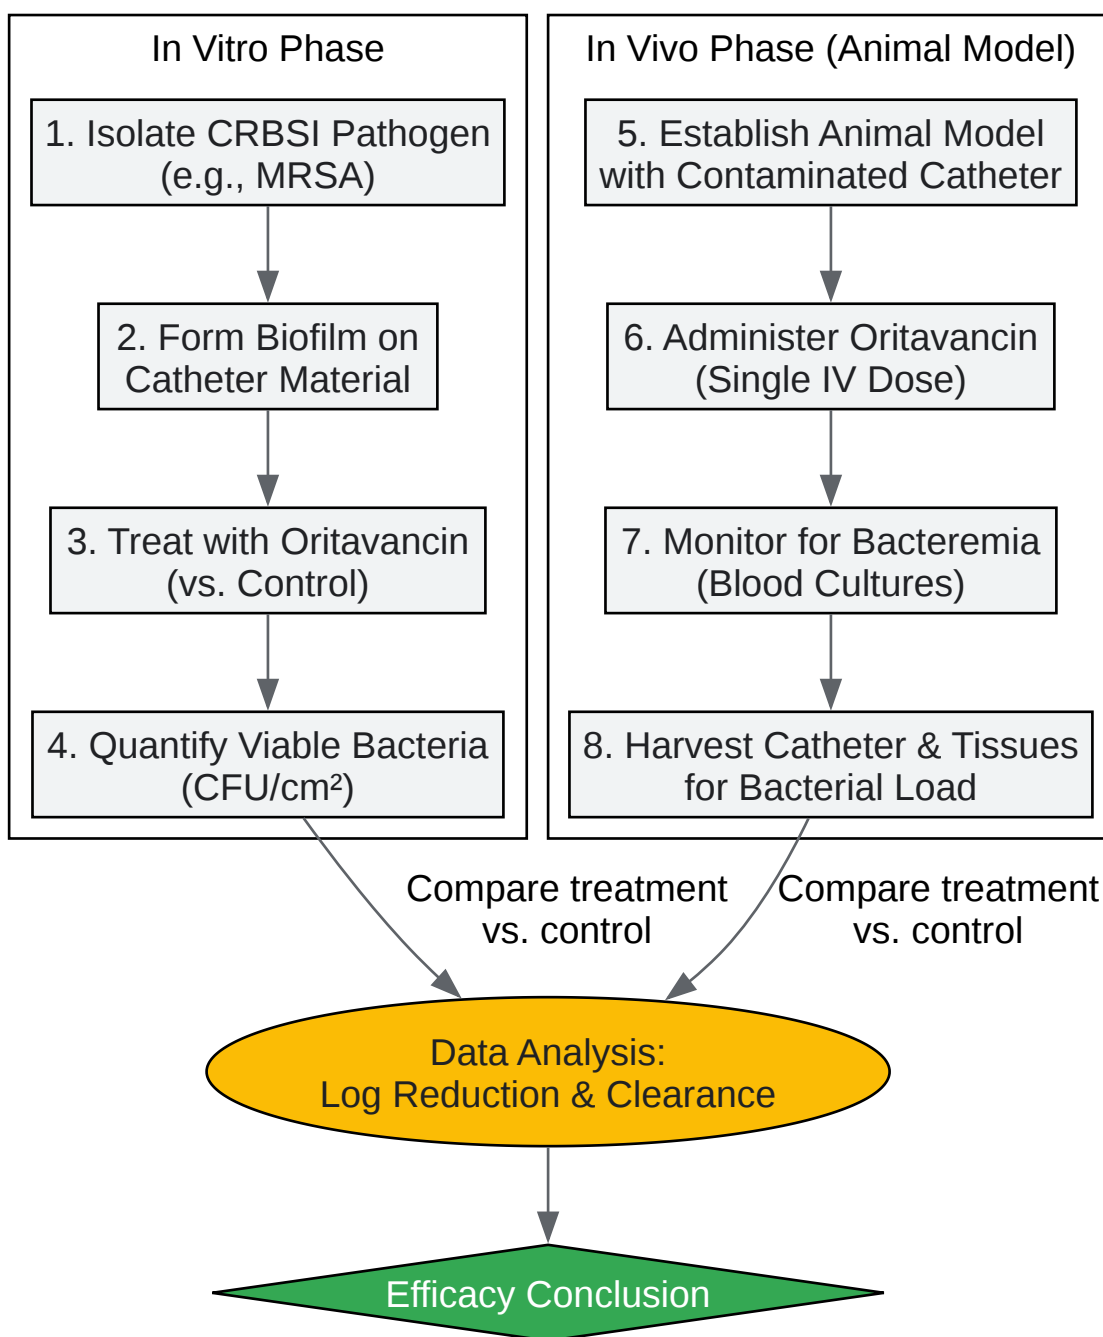 In Vitro Phase
1. Isolate CRBSI Pathogen
(e.g., MRSA)
2. Form Biofilm on
Catheter Material
3. Treat with Oritavancin
(vs. Control)
4. Quantify Viable Bacteria
(CFU/cm²)
In Vivo Phase (Animal Model)
5. Establish Animal Model
with Contaminated Catheter
6. Administer Oritavancin
(Single IV Dose)
7. Monitor for Bacteremia
(Blood Cultures)
8. Harvest Catheter & Tissues
for Bacterial Load
Compare treatment
vs. control
Compare treatment
vs. control
Data Analysis:
Log Reduction & Clearance
Efficacy Conclusion